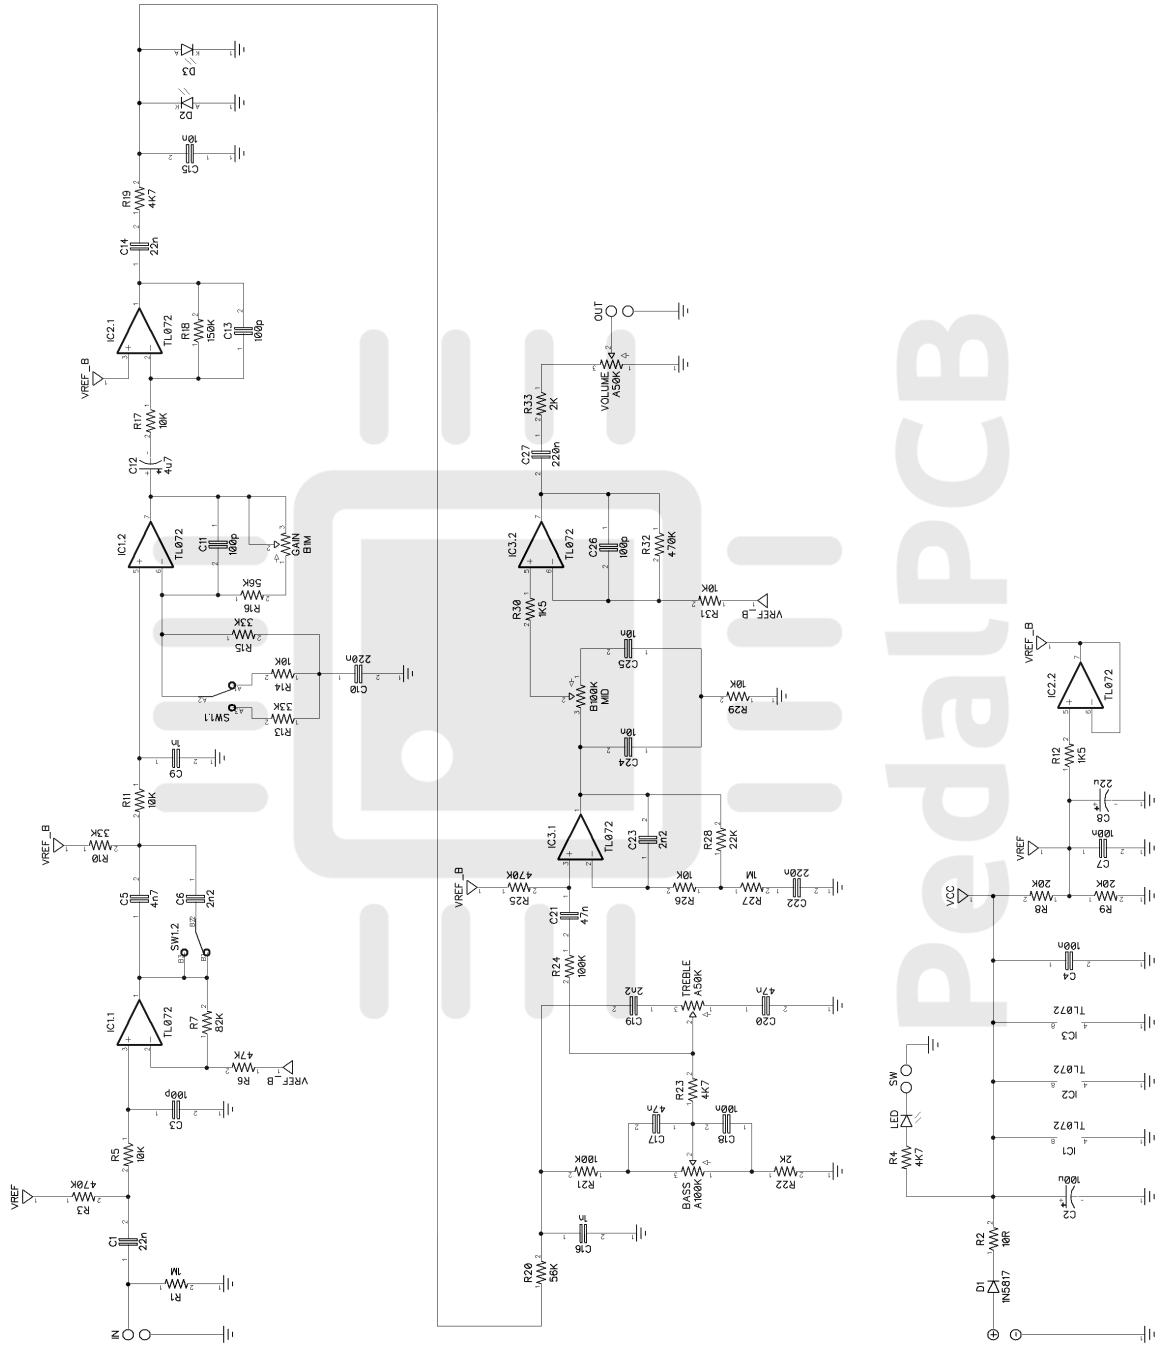 IN
R1
1M
C1
22n
VREF
R3
470K
R5
10K
C3
100p
IC1.1
TL072
R7
82K
R6
47K
VREF_B
SW1.2
C5
4n7
C6
2n2
VREF_B
R10
33K
R11
10K
C9
1n
SW1.1
R13
33K
R14
10K
R15
33K
C10
220n
R16
56K
IC1.2
TL072
C11
100p
GAIN
B1M
C12
4u7
R17
10K
VREF_B
IC2.1
TL072
R18
150K
C13
100p
C14
22n
R19
4K7
C15
10n
D2
D3
R20
56K
C16
1n
R21
100K
BASS
A100K
R22
2K
C17
47n
C18
100n
R23
4K7
C19
2n2
TREBLE
A50K
C20
47n
R24
100K
C21
47n
VREF_B
R25
470K
IC3.1
TL072
C23
2n2
R26
10K
R28
22K
R27
1M
C22
220n
C24
10n
B100K
MID
C25
10n
R29
10K
R30
1K5
IC3.2
TL072
C26
100p
R32
470K
R31
10K
VREF_B
C27
220n
R33
2K
VOLUME
A50K
OUT
D1
1N5817
R2
10R
R4
4K7
LED
SW
C2
100u
IC1
TL072
IC2
TL072
IC3
TL072
C4
100n
VCC
R8
20K
R9
20K
VREF
C7
100n
C8
22u
R12
1K5
IC2.2
TL072
VREF_B
PedalPCB